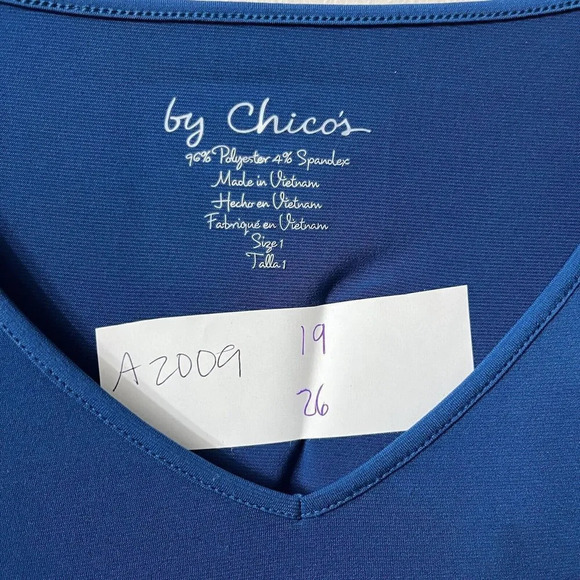 by Chico's
96% Polyester 4% Spandex
Made in Vietnam
Hecho en Vietnam
Fabriqué en Vietnam
Size 1
Talla 1
A2009 19
26